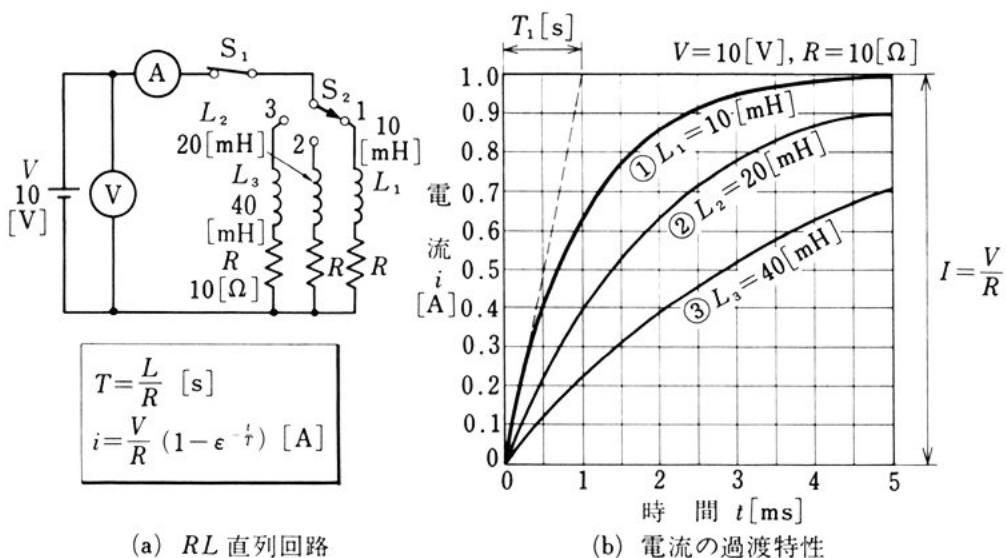 A
S₁
S₂
V
10
[V]
V
L₂
20[mH]
3
2
1
10
[mH]
L₁
L₃
40
[mH]
R
10[Ω]
R
R
T=L/R [s]
i=V/R (1−ε^(−t/T)) [A]
(a) RL 直列回路
T₁[s]
V=10[V], R=10[Ω]
1.0
0.9
0.8
0.7
0.6
0.5
0.4
0.3
0.2
0.1
0
電流 i [A]
① L₁=10[mH]
② L₂=20[mH]
③ L₃=40[mH]
I=V/R
0 1 2 3 4 5
時間 t[ms]
(b) 電流の過渡特性